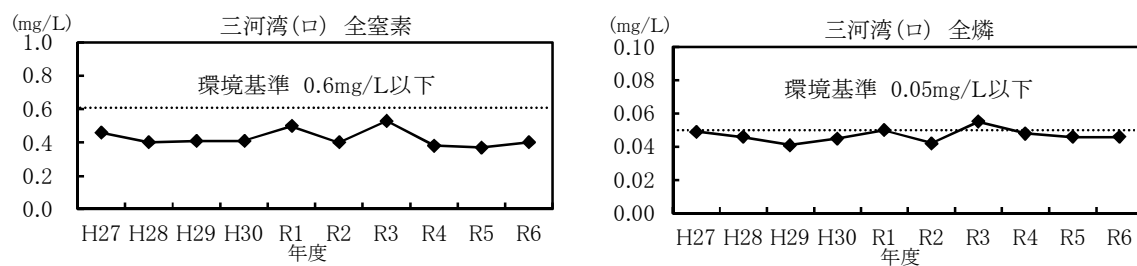 三河湾(ロ) 全窒素
(mg/L)
1.0
0.8
0.6
0.4
0.2
0.0
環境基準 0.6mg/L以下
H27 H28 H29 H30 R1 R2 R3 R4 R5 R6
年度
三河湾(ロ) 全燐
(mg/L)
0.10
0.08
0.06
0.04
0.02
0.00
環境基準 0.05mg/L以下
H27 H28 H29 H30 R1 R2 R3 R4 R5 R6
年度